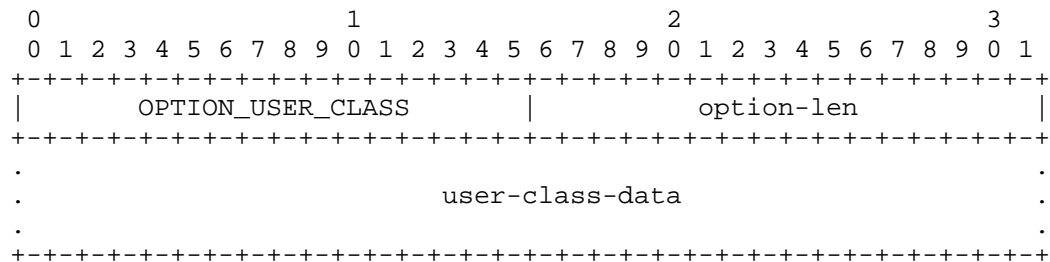 0                   1                   2                   3
 0 1 2 3 4 5 6 7 8 9 0 1 2 3 4 5 6 7 8 9 0 1 2 3 4 5 6 7 8 9 0 1
+-+-+-+-+-+-+-+-+-+-+-+-+-+-+-+-+-+-+-+-+-+-+-+-+-+-+-+-+-+-+-+-+
|       OPTION_USER_CLASS       |          option-len           |
+-+-+-+-+-+-+-+-+-+-+-+-+-+-+-+-+-+-+-+-+-+-+-+-+-+-+-+-+-+-+-+-+
.                                                               .
.                          user-class-data                      .
.                                                               .
+-+-+-+-+-+-+-+-+-+-+-+-+-+-+-+-+-+-+-+-+-+-+-+-+-+-+-+-+-+-+-+-+